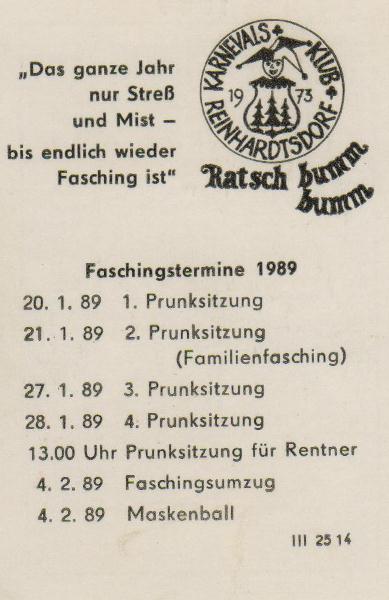 „Das ganze Jahr
nur Streß
und Mist –
bis endlich wieder
Fasching ist“
KARNEVALS KLUB
1973
REINHARDTSDORF
Ratsch bumm
bumm
Faschingstermine 1989
20. 1. 89 1. Prunksitzung
21. 1. 89 2. Prunksitzung
(Familienfasching)
27. 1. 89 3. Prunksitzung
28. 1. 89 4. Prunksitzung
13.00 Uhr Prunksitzung für Rentner
4. 2. 89 Faschingsumzug
4. 2. 89 Maskenball
III 25 14